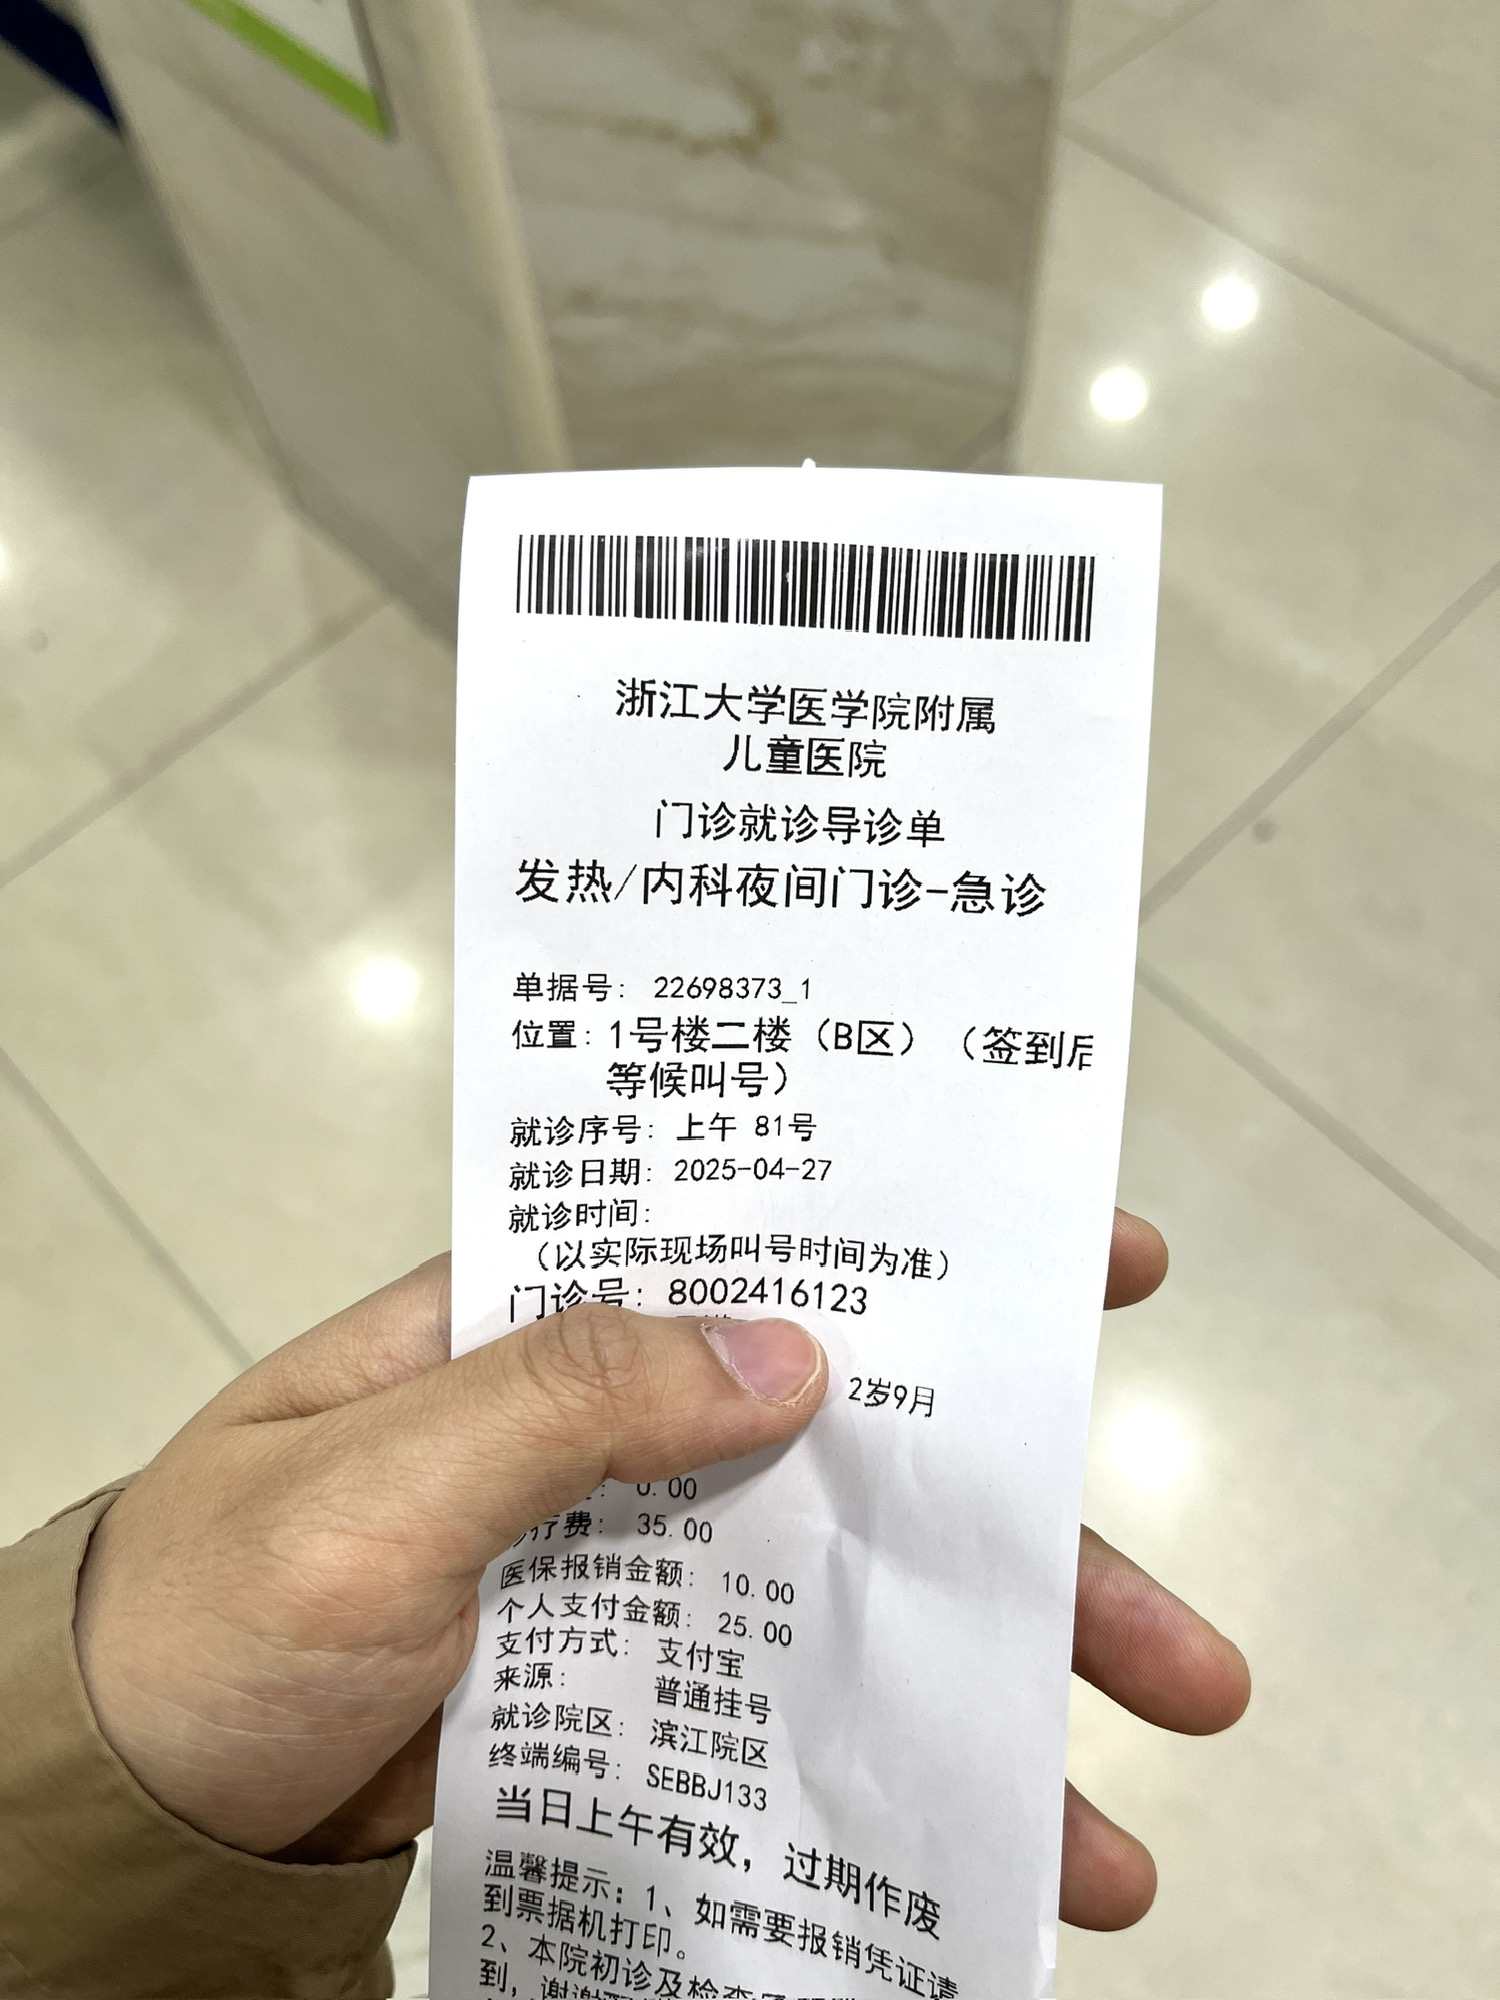 浙江大学医学院附属
儿童医院
门诊就诊导诊单
发热/内科夜间门诊-急诊
单据号: 22698373_1
位置: 1号楼二楼（B区）（签到后
等候叫号）
就诊序号: 上午 81号
就诊日期: 2025-04-27
就诊时间:
（以实际现场叫号时间为准）
门诊号: 8002416123
2岁9月
: 0.00
疗费: 35.00
医保报销金额: 10.00
个人支付金额: 25.00
支付方式: 支付宝
来源: 普通挂号
就诊院区: 滨江院区
终端编号: SEBBJ133
当日上午有效，过期作废
温馨提示：1、如需要报销凭证请
到票据机打印。
2、本院初诊及检查
到，谢谢